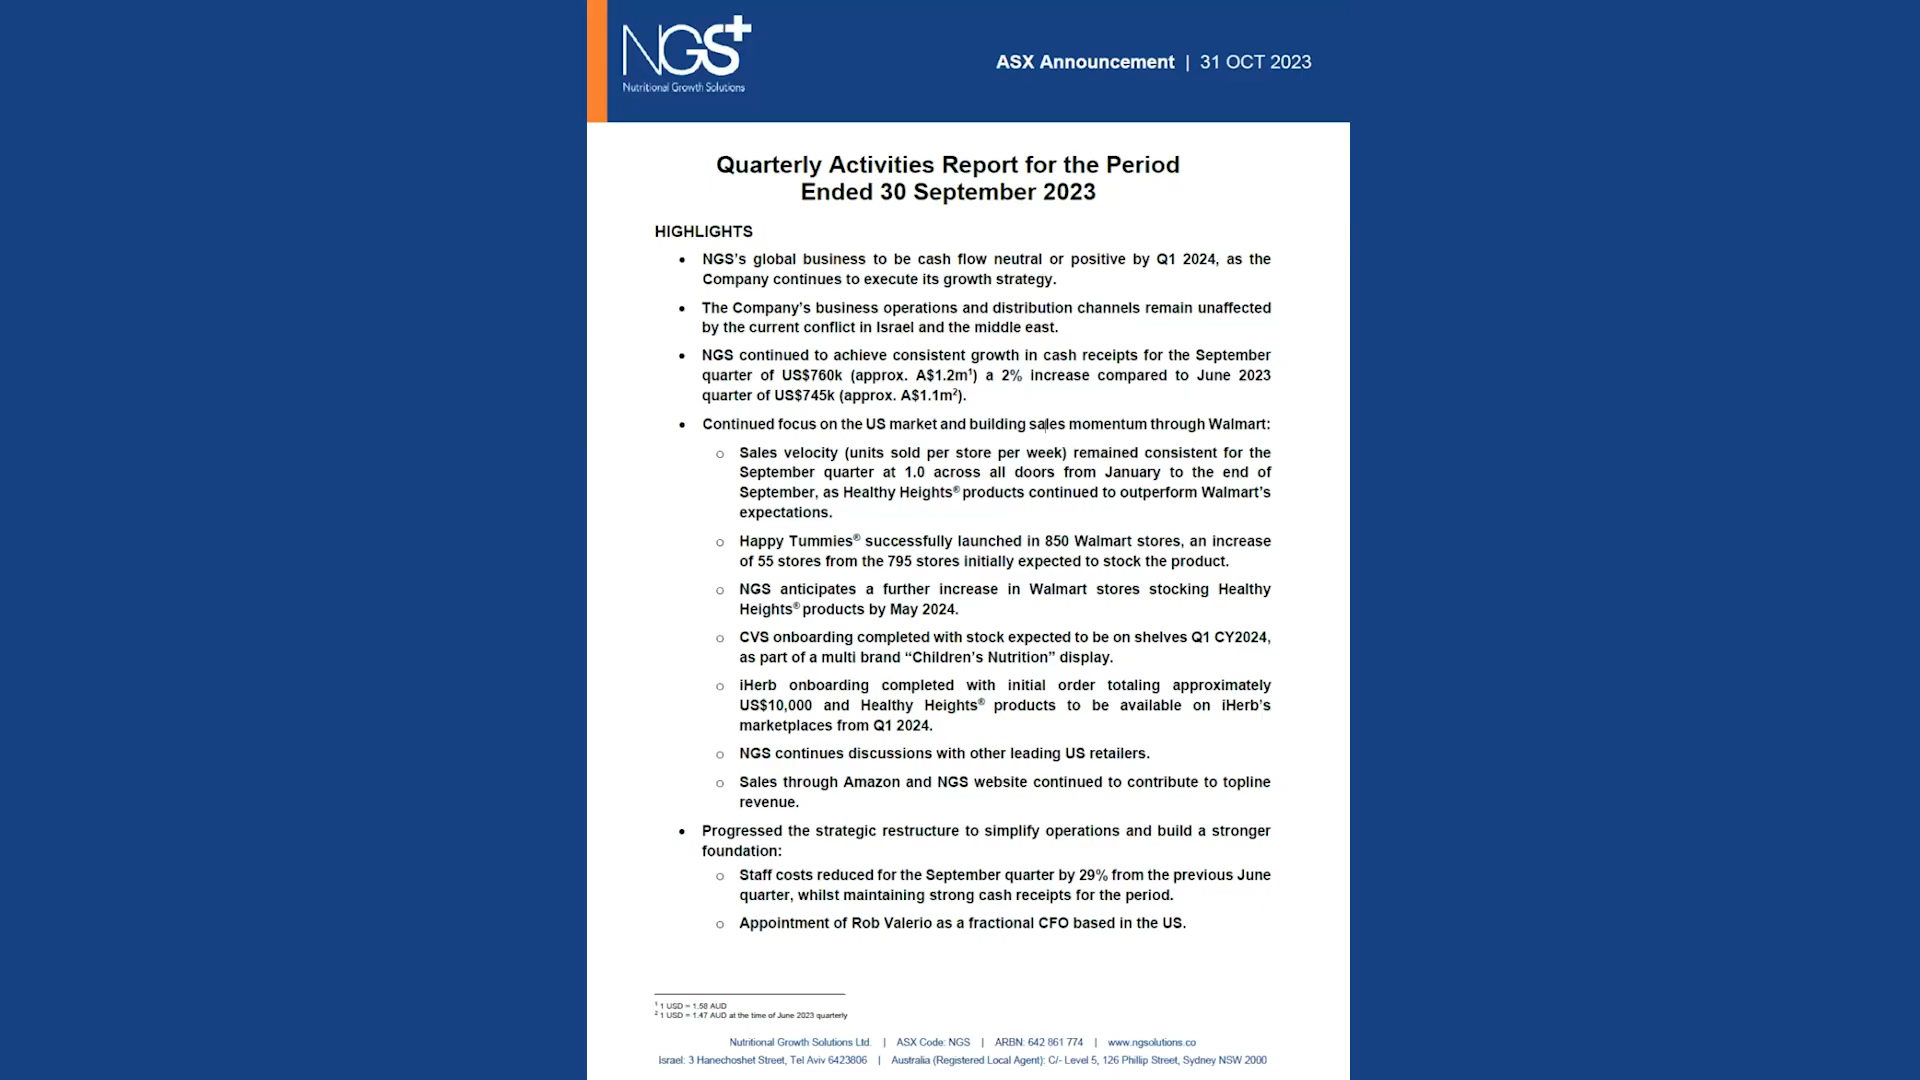 NGS+
Nutritional Growth Solutions
ASX Announcement | 31 OCT 2023
Quarterly Activities Report for the Period
Ended 30 September 2023
HIGHLIGHTS
• NGS's global business to be cash flow neutral or positive by Q1 2024, as the
Company continues to execute its growth strategy.
• The Company's business operations and distribution channels remain unaffected
by the current conflict in Israel and the middle east.
• NGS continued to achieve consistent growth in cash receipts for the September
quarter of US$760k (approx. A$1.2m¹) a 2% increase compared to June 2023
quarter of US$745k (approx. A$1.1m²).
• Continued focus on the US market and building sales momentum through Walmart:
o Sales velocity (units sold per store per week) remained consistent for the
September quarter at 1.0 across all doors from January to the end of
September, as Healthy Heights® products continued to outperform Walmart's
expectations.
o Happy Tummies® successfully launched in 850 Walmart stores, an increase
of 55 stores from the 795 stores initially expected to stock the product.
o NGS anticipates a further increase in Walmart stores stocking Healthy
Heights® products by May 2024.
o CVS onboarding completed with stock expected to be on shelves Q1 CY2024,
as part of a multi brand “Children's Nutrition” display.
o iHerb onboarding completed with initial order totaling approximately
US$10,000 and Healthy Heights® products to be available on iHerb's
marketplaces from Q1 2024.
o NGS continues discussions with other leading US retailers.
o Sales through Amazon and NGS website continued to contribute to topline
revenue.
• Progressed the strategic restructure to simplify operations and build a stronger
foundation:
o Staff costs reduced for the September quarter by 29% from the previous June
quarter, whilst maintaining strong cash receipts for the period.
o Appointment of Rob Valerio as a fractional CFO based in the US.
¹ 1 USD = 1.58 AUD
² 1 USD = 1.47 AUD at the time of June 2023 quarterly
Nutritional Growth Solutions Ltd. | ASX Code: NGS | ARBN: 642 861 774 | www.ngsolutions.co
Israel: 3 Hanechoshet Street, Tel Aviv 6423806 | Australia (Registered Local Agent): C/- Level 5, 126 Phillip Street, Sydney NSW 2000